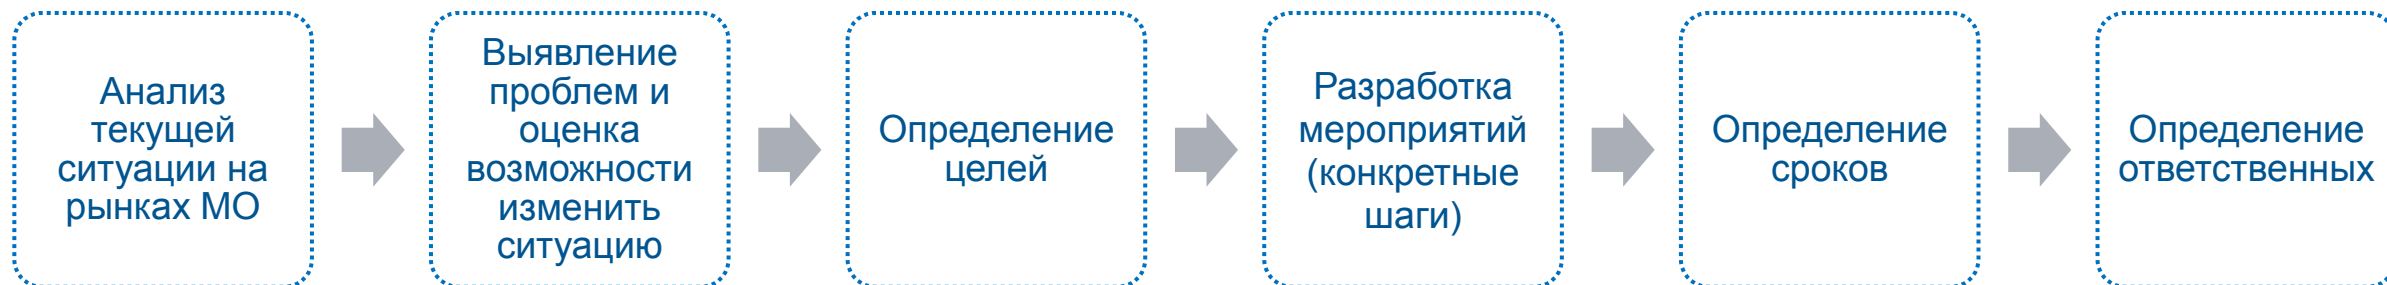 Анализ
текущей
ситуации на
рынках МО
Выявление
проблем и
оценка
возможности
изменить
ситуацию
Определение
целей
Разработка
мероприятий
(конкретные
шаги)
Определение
сроков
Определение
ответственных